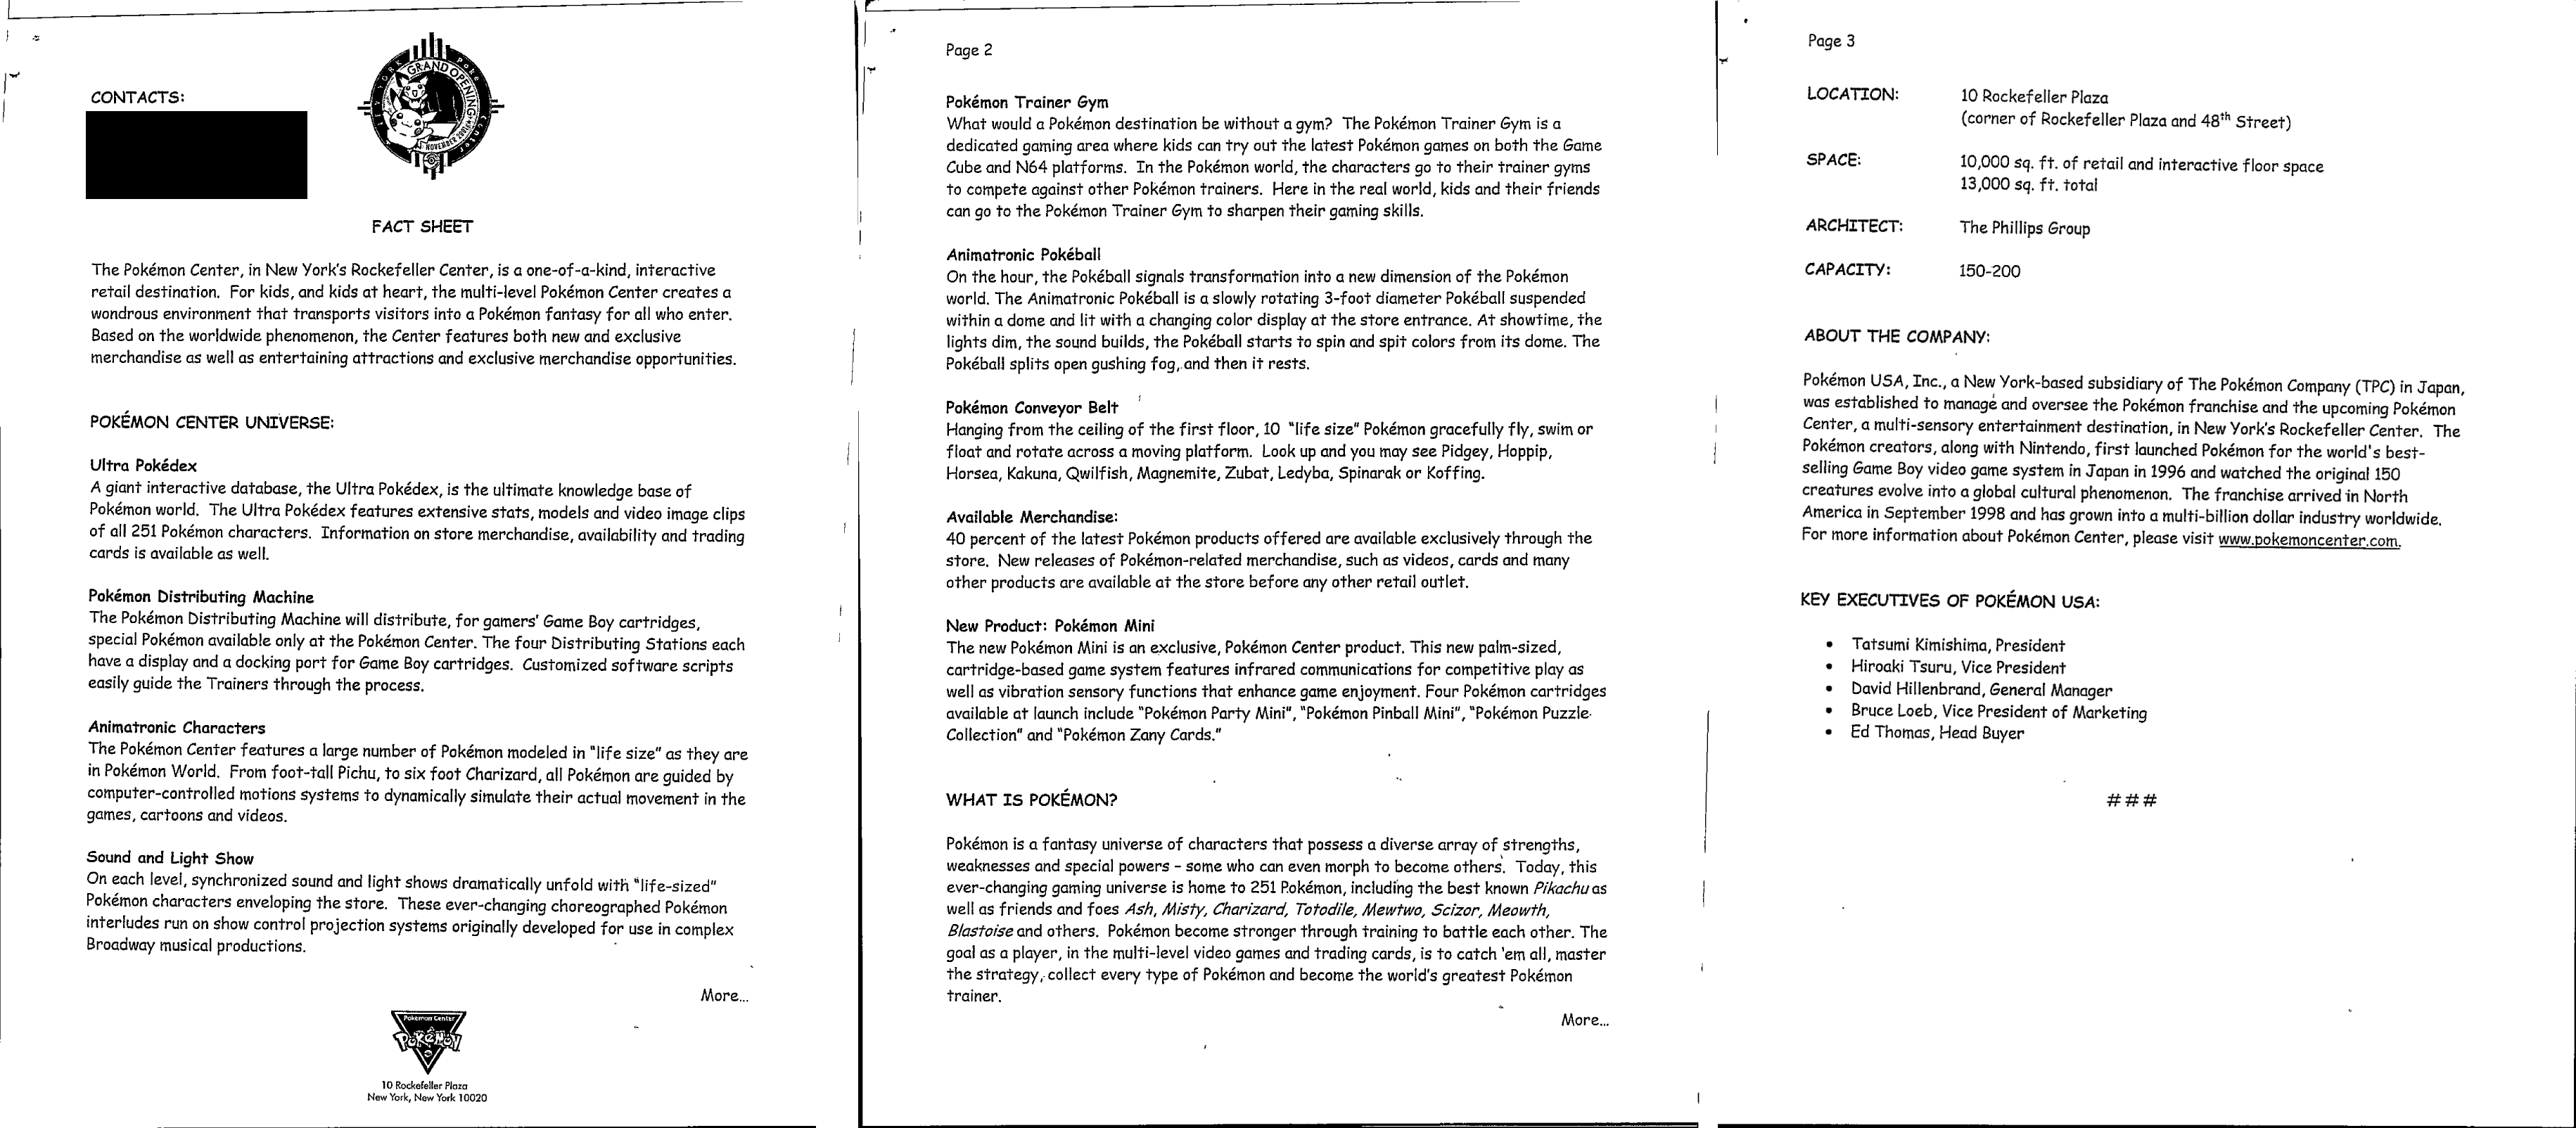 CONTACTS:
NEW YORK Poké Center
GRAND OPENING
NOVEMBER 2001
FACT SHEET
The Pokémon Center, in New York's Rockefeller Center, is a one-of-a-kind, interactive
retail destination. For kids, and kids at heart, the multi-level Pokémon Center creates a
wondrous environment that transports visitors into a Pokémon fantasy for all who enter.
Based on the worldwide phenomenon, the Center features both new and exclusive
merchandise as well as entertaining attractions and exclusive merchandise opportunities.
POKÉMON CENTER UNIVERSE:
Ultra Pokédex
A giant interactive database, the Ultra Pokédex, is the ultimate knowledge base of
Pokémon world. The Ultra Pokédex features extensive stats, models and video image clips
of all 251 Pokémon characters. Information on store merchandise, availability and trading
cards is available as well.
Pokémon Distributing Machine
The Pokémon Distributing Machine will distribute, for gamers' Game Boy cartridges,
special Pokémon available only at the Pokémon Center. The four Distributing Stations each
have a display and a docking port for Game Boy cartridges. Customized software scripts
easily guide the Trainers through the process.
Animatronic Characters
The Pokémon Center features a large number of Pokémon modeled in "life size" as they are
in Pokémon World. From foot-tall Pichu, to six foot Charizard, all Pokémon are guided by
computer-controlled motions systems to dynamically simulate their actual movement in the
games, cartoons and videos.
Sound and Light Show
On each level, synchronized sound and light shows dramatically unfold with "life-sized"
Pokémon characters enveloping the store. These ever-changing choreographed Pokémon
interludes run on show control projection systems originally developed for use in complex
Broadway musical productions.
More...
Pokémon Center
POKéMON
10 Rockefeller Plaza
New York, New York 10020
Page 2
Pokémon Trainer Gym
What would a Pokémon destination be without a gym? The Pokémon Trainer Gym is a
dedicated gaming area where kids can try out the latest Pokémon games on both the Game
Cube and N64 platforms. In the Pokémon world, the characters go to their trainer gyms
to compete against other Pokémon trainers. Here in the real world, kids and their friends
can go to the Pokémon Trainer Gym to sharpen their gaming skills.
Animatronic Pokéball
On the hour, the Pokéball signals transformation into a new dimension of the Pokémon
world. The Animatronic Pokéball is a slowly rotating 3-foot diameter Pokéball suspended
within a dome and lit with a changing color display at the store entrance. At showtime, the
lights dim, the sound builds, the Pokéball starts to spin and spit colors from its dome. The
Pokéball splits open gushing fog, and then it rests.
Pokémon Conveyor Belt
Hanging from the ceiling of the first floor, 10 "life size" Pokémon gracefully fly, swim or
float and rotate across a moving platform. Look up and you may see Pidgey, Hoppip,
Horsea, Kakuna, Qwilfish, Magnemite, Zubat, Ledyba, Spinarak or Koffing.
Available Merchandise:
40 percent of the latest Pokémon products offered are available exclusively through the
store. New releases of Pokémon-related merchandise, such as videos, cards and many
other products are available at the store before any other retail outlet.
New Product: Pokémon Mini
The new Pokémon Mini is an exclusive, Pokémon Center product. This new palm-sized,
cartridge-based game system features infrared communications for competitive play as
well as vibration sensory functions that enhance game enjoyment. Four Pokémon cartridges
available at launch include "Pokémon Party Mini", "Pokémon Pinball Mini", "Pokémon Puzzle
Collection" and "Pokémon Zany Cards."
WHAT IS POKÉMON?
Pokémon is a fantasy universe of characters that possess a diverse array of strengths,
weaknesses and special powers – some who can even morph to become others. Today, this
ever-changing gaming universe is home to 251 Pokémon, including the best known Pikachu as
well as friends and foes Ash, Misty, Charizard, Totodile, Mewtwo, Scizor, Meowth,
Blastoise and others. Pokémon become stronger through training to battle each other. The
goal as a player, in the multi-level video games and trading cards, is to catch 'em all, master
the strategy, collect every type of Pokémon and become the world's greatest Pokémon
trainer.
More...
Page 3
LOCATION: 10 Rockefeller Plaza
(corner of Rockefeller Plaza and 48th Street)
SPACE: 10,000 sq. ft. of retail and interactive floor space
13,000 sq. ft. total
ARCHITECT: The Phillips Group
CAPACITY: 150-200
ABOUT THE COMPANY:
Pokémon USA, Inc., a New York-based subsidiary of The Pokémon Company (TPC) in Japan,
was established to manage and oversee the Pokémon franchise and the upcoming Pokémon
Center, a multi-sensory entertainment destination, in New York's Rockefeller Center. The
Pokémon creators, along with Nintendo, first launched Pokémon for the world's best-
selling Game Boy video game system in Japan in 1996 and watched the original 150
creatures evolve into a global cultural phenomenon. The franchise arrived in North
America in September 1998 and has grown into a multi-billion dollar industry worldwide.
For more information about Pokémon Center, please visit www.pokemoncenter.com.
KEY EXECUTIVES OF POKÉMON USA:
• Tatsumi Kimishima, President
• Hiroaki Tsuru, Vice President
• David Hillenbrand, General Manager
• Bruce Loeb, Vice President of Marketing
• Ed Thomas, Head Buyer
###